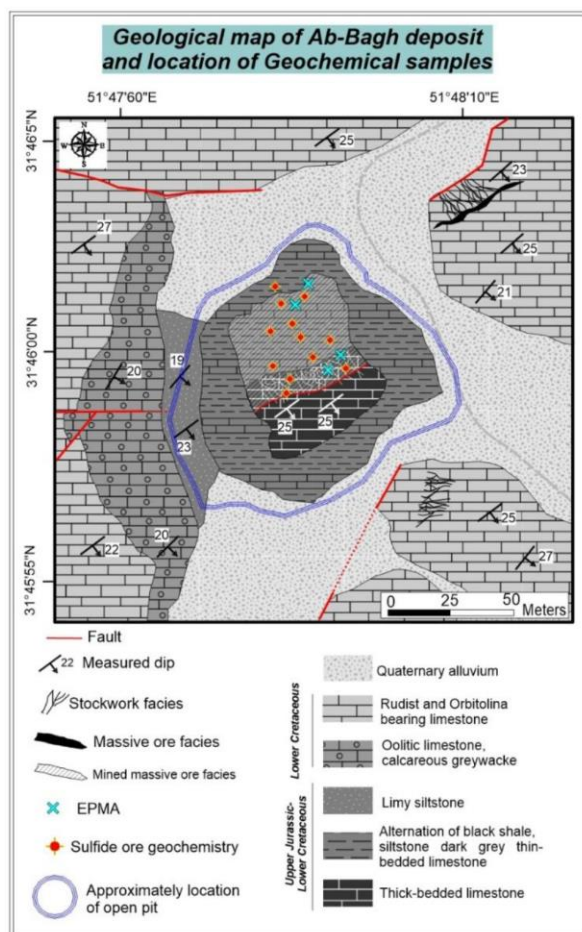 Geological map of Ab-Bagh deposit
and location of Geochemical samples
51°47'60"E
51°48'10"E
31°46'5"N
31°46'00"N
31°45'55"N
N
W
E
S
25
23
27
25
21
20
19
25
25
23
20
22
25
27
0 25 50
Meters
Fault
22 Measured dip
Stockwork facies
Massive ore facies
Mined massive ore facies
EPMA
Sulfide ore geochemistry
Approximately location
of open pit
Quaternary alluvium
Lower Cretaceous
Rudist and Orbitolina
bearing limestone
Oolitic limestone,
calcareous greywacke
Upper Jurassic-
Lower Cretaceous
Limy siltstone
Alternation of black shale,
siltstone dark grey thin-
bedded limestone
Thick-bedded limestone